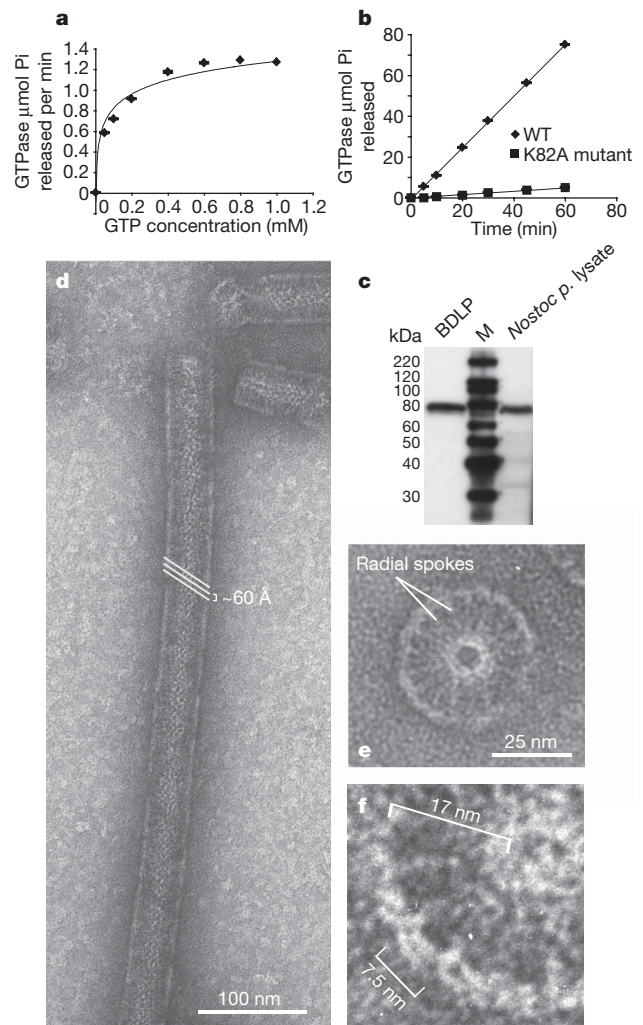 a
GTPase μmol Pi
released per min
1.4
1.2
1.0
0.8
0.6
0.4
0.2
0
0 0.2 0.4 0.6 0.8 1.0 1.2
GTP concentration (mM)
b
GTPase μmol Pi
released
80
60
40
20
0
0 20 40 60 80
Time (min)
WT
K82A mutant
d
~60 Å
100 nm
c
kDa
BDLP
M
Nostoc p. lysate
220
120
100
80
60
50
40
30
Radial spokes
e
25 nm
f
17 nm
7.5 nm